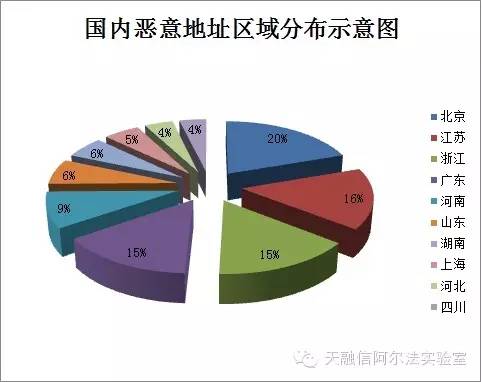 国内恶意地址区域分布示意图
20%
16%
15%
15%
9%
6%
6%
5%
4%
4%
北京
江苏
浙江
广东
河南
山东
湖南
上海
河北
四川
天融信阿尔法实验室